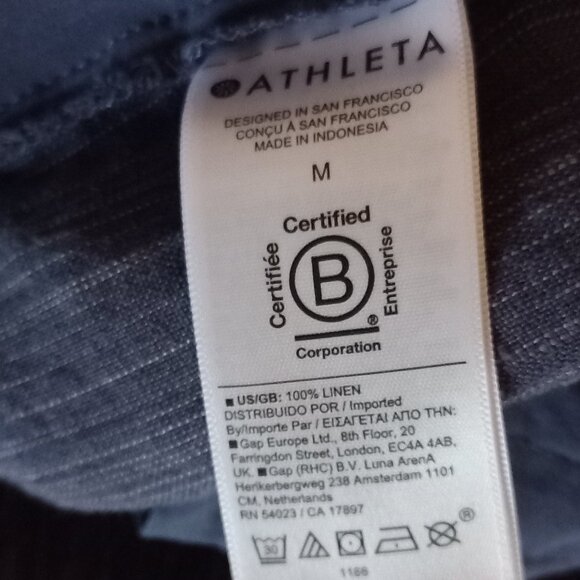 ATHLETA
DESIGNED IN SAN FRANCISCO
CONÇU À SAN FRANCISCO
MADE IN INDONESIA
M
Certified
Certifiée
B
Entreprise
®
Corporation
US/GB: 100% LINEN
DISTRIBUIDO POR / Imported
By/Importe Par / ΕΙΣΑΓΕΤΑΙ ΑΠΟ ΤΗΝ:
Gap Europe Ltd., 8th Floor, 20
Farringdon Street, London, EC4A 4AB,
UK. Gap (RHC) B.V. Luna ArenA
Herikerbergweg 238 Amsterdam 1101
CM, Netherlands
RN 54023 / CA 17897
30
®
1166